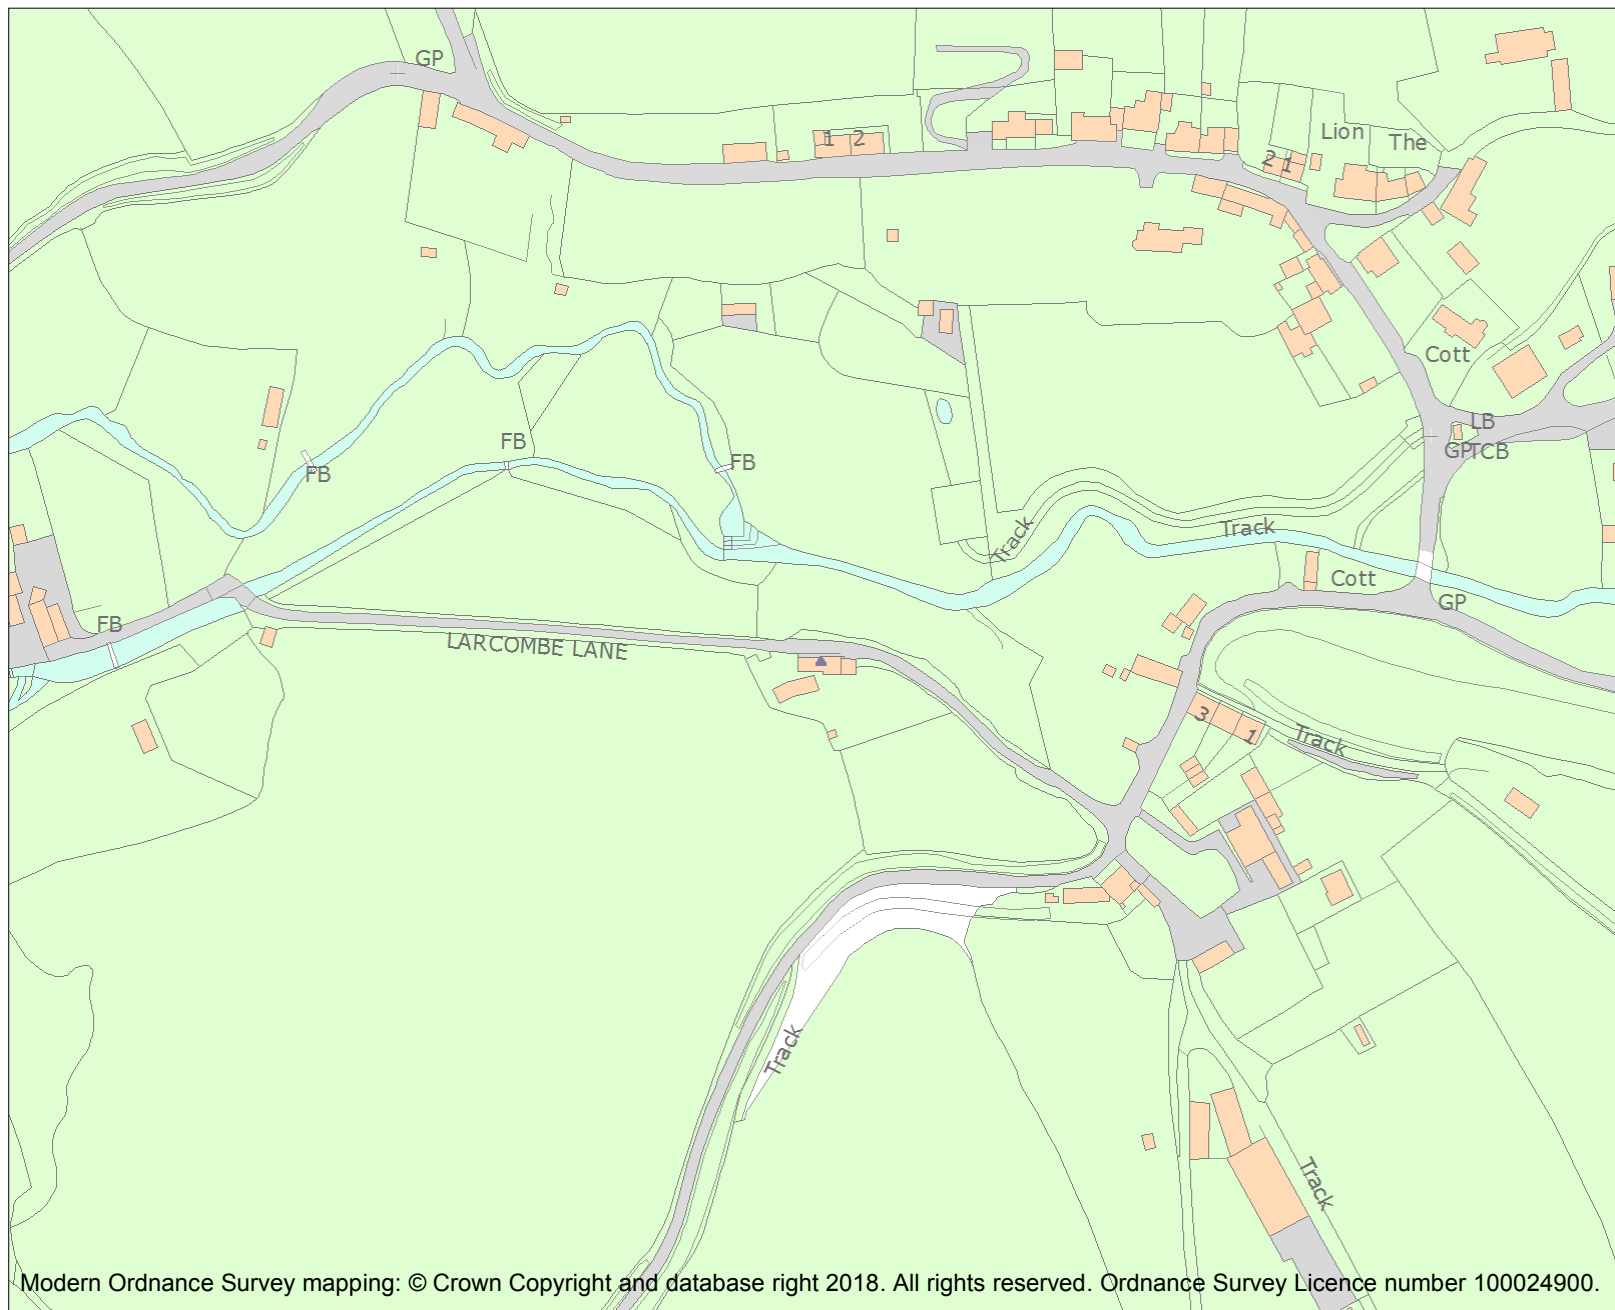 GP
1 2
Lion The
2 1
Cott
LB
GP TCB
FB
FB
FB
Track
Track
Cott
GP
FB
LARCOMBE LANE
3
1
Track
Track
Track
Modern Ordnance Survey mapping: © Crown Copyright and database right 2018. All rights reserved. Ordnance Survey Licence number 100024900.